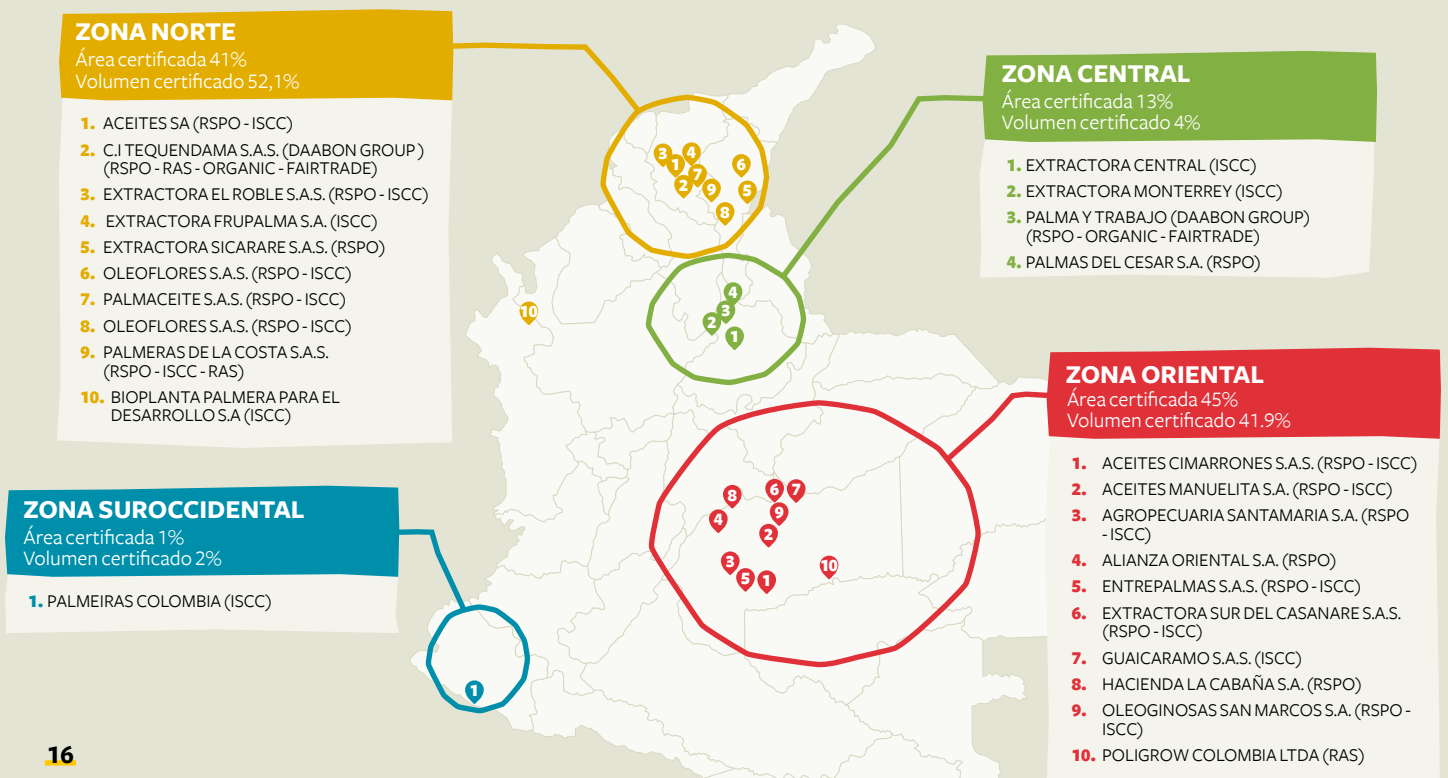 ZONA NORTE
Área certificada 41%
Volumen certificado 52,1%
1. ACEITES SA (RSPO - ISCC)
2. C.I TEQUENDAMA S.A.S. (DAABON GROUP )
(RSPO - RAS - ORGANIC - FAIRTRADE)
3. EXTRACTORA EL ROBLE S.A.S. (RSPO - ISCC)
4. EXTRACTORA FRUPALMA S.A. (ISCC)
5. EXTRACTORA SICARARE S.A.S. (RSPO)
6. OLEOFLORES S.A.S. (RSPO - ISCC)
7. PALMACEITE S.A.S. (RSPO - ISCC)
8. OLEOFLORES S.A.S. (RSPO - ISCC)
9. PALMERAS DE LA COSTA S.A.S.
(RSPO - ISCC - RAS)
10. BIOPLANTA PALMERA PARA EL
DESARROLLO S.A (ISCC)
ZONA SUROCCIDENTAL
Área certificada 1%
Volumen certificado 2%
1. PALMEIRAS COLOMBIA (ISCC)
3
4
1
7
6
2
9
5
8
10
4
3
2
1
8
6
7
4
9
2
3
5
1
10
1
ZONA CENTRAL
Área certificada 13%
Volumen certificado 4%
1. EXTRACTORA CENTRAL (ISCC)
2. EXTRACTORA MONTERREY (ISCC)
3. PALMA Y TRABAJO (DAABON GROUP)
(RSPO - ORGANIC - FAIRTRADE)
4. PALMAS DEL CESAR S.A. (RSPO)
ZONA ORIENTAL
Área certificada 45%
Volumen certificado 41.9%
1. ACEITES CIMARRONES S.A.S. (RSPO - ISCC)
2. ACEITES MANUELITA S.A. (RSPO - ISCC)
3. AGROPECUARIA SANTAMARIA S.A. (RSPO
- ISCC)
4. ALIANZA ORIENTAL S.A. (RSPO)
5. ENTREPALMAS S.A.S. (RSPO - ISCC)
6. EXTRACTORA SUR DEL CASANARE S.A.S.
(RSPO - ISCC)
7. GUAICARAMO S.A.S. (ISCC)
8. HACIENDA LA CABAÑA S.A. (RSPO)
9. OLEOGINOSAS SAN MARCOS S.A. (RSPO -
ISCC)
10. POLIGROW COLOMBIA LTDA (RAS)
16